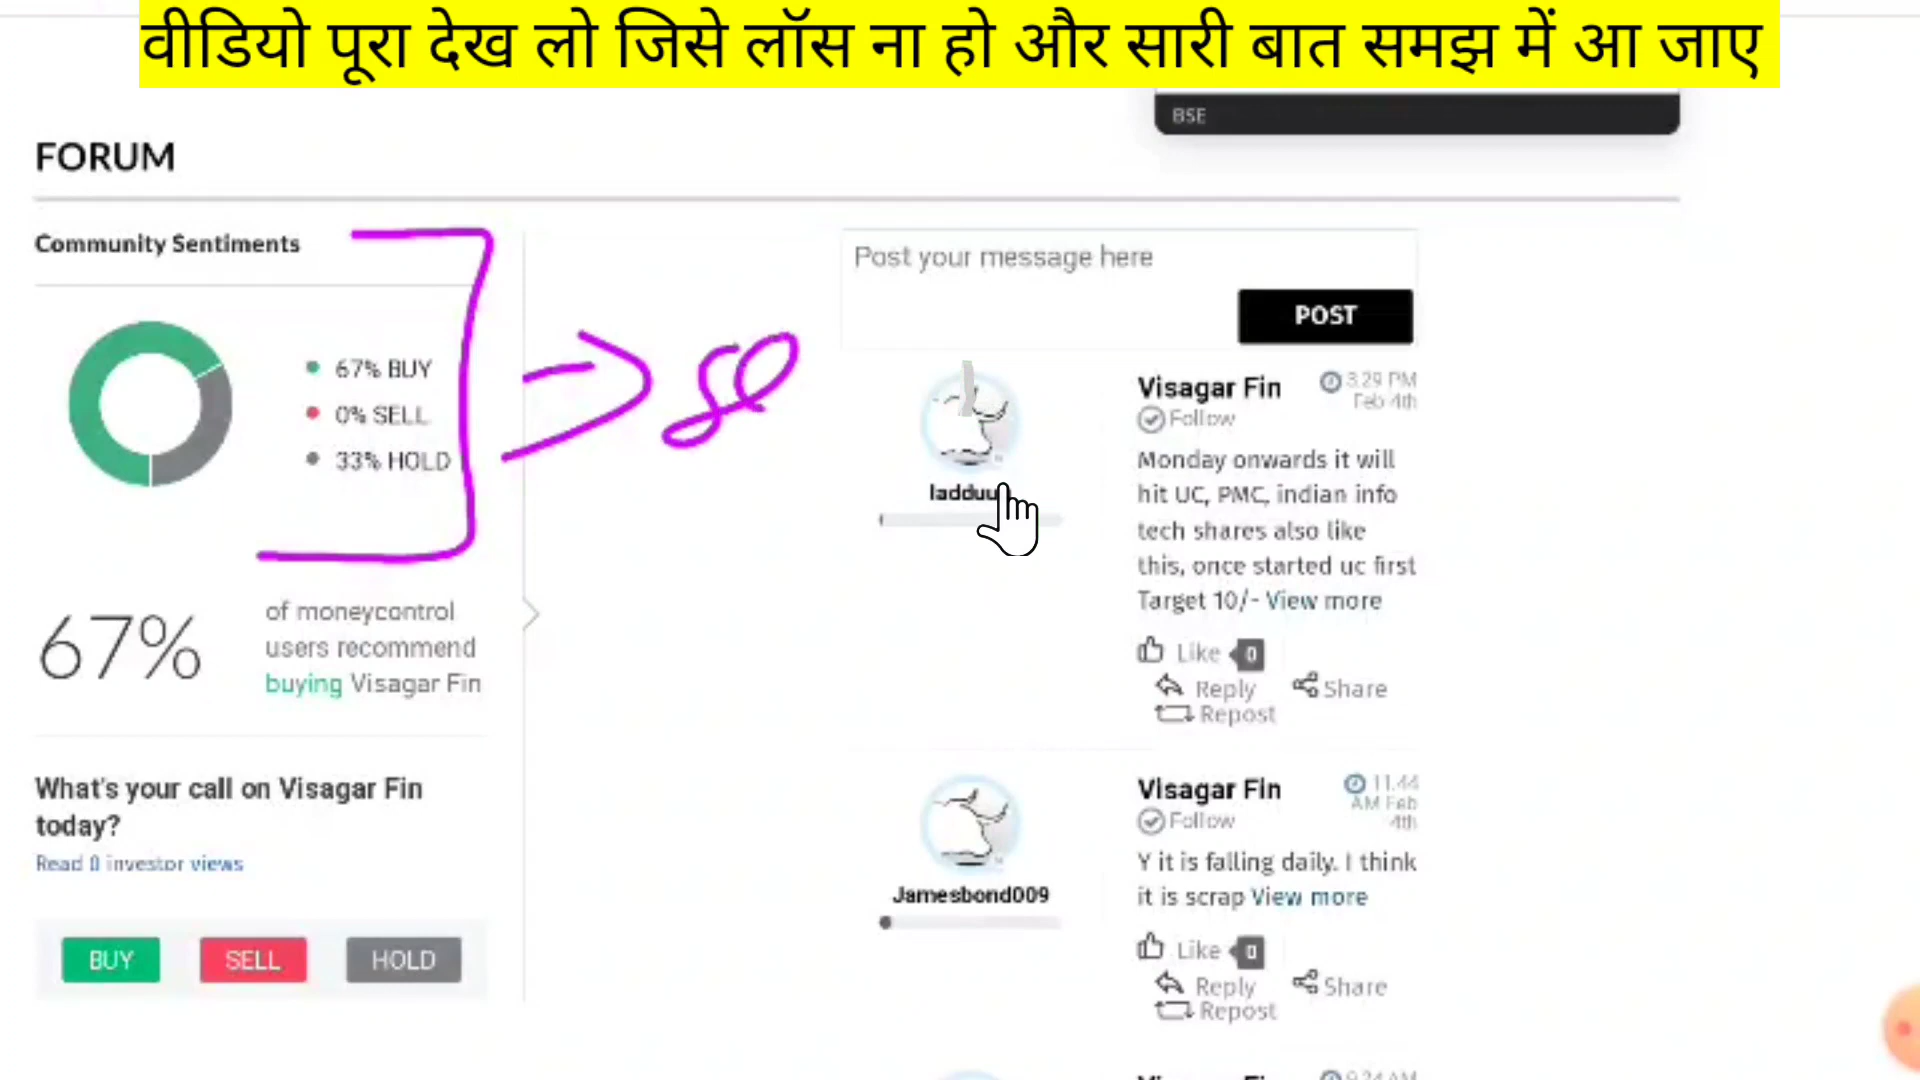 वीडियो पूरा देख लो जिसे लॉस ना हो और सारी बात समझ में आ जाए
BSE
FORUM
Community Sentiments
67% BUY
0% SELL
33% HOLD
67%
of moneycontrol
users recommend
buying Visagar Fin
What's your call on Visagar Fin
today?
Read 0 investor views
BUY SELL HOLD
se
Post your message here
POST
ladduu
Visagar Fin
3.29 PM
Feb 4th
Follow
Monday onwards it will
hit UC, PMC, indian info
tech shares also like
this, once started uc first
Target 10/- View more
Like 0
Reply Share
Repost
Jamesbond009
Visagar Fin
11.44
AM Feb
4th
Follow
Y it is falling daily. I think
it is scrap View more
Like 0
Reply Share
Repost